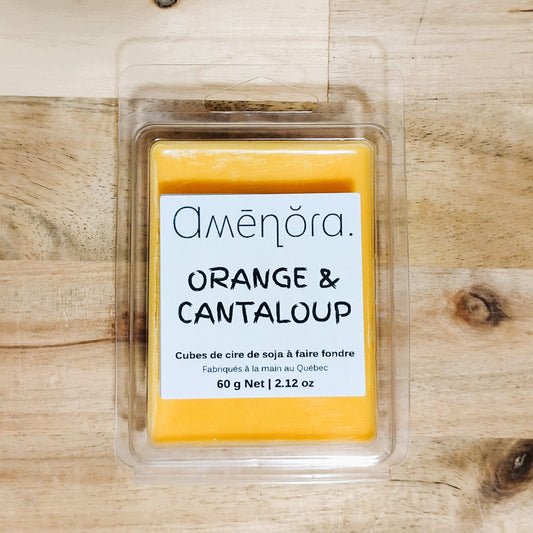 amēnŏra.
ORANGE &
CANTALOUP
Cubes de cire de soja à faire fondre
Fabriqués à la main au Québec
60 g Net | 2.12 oz